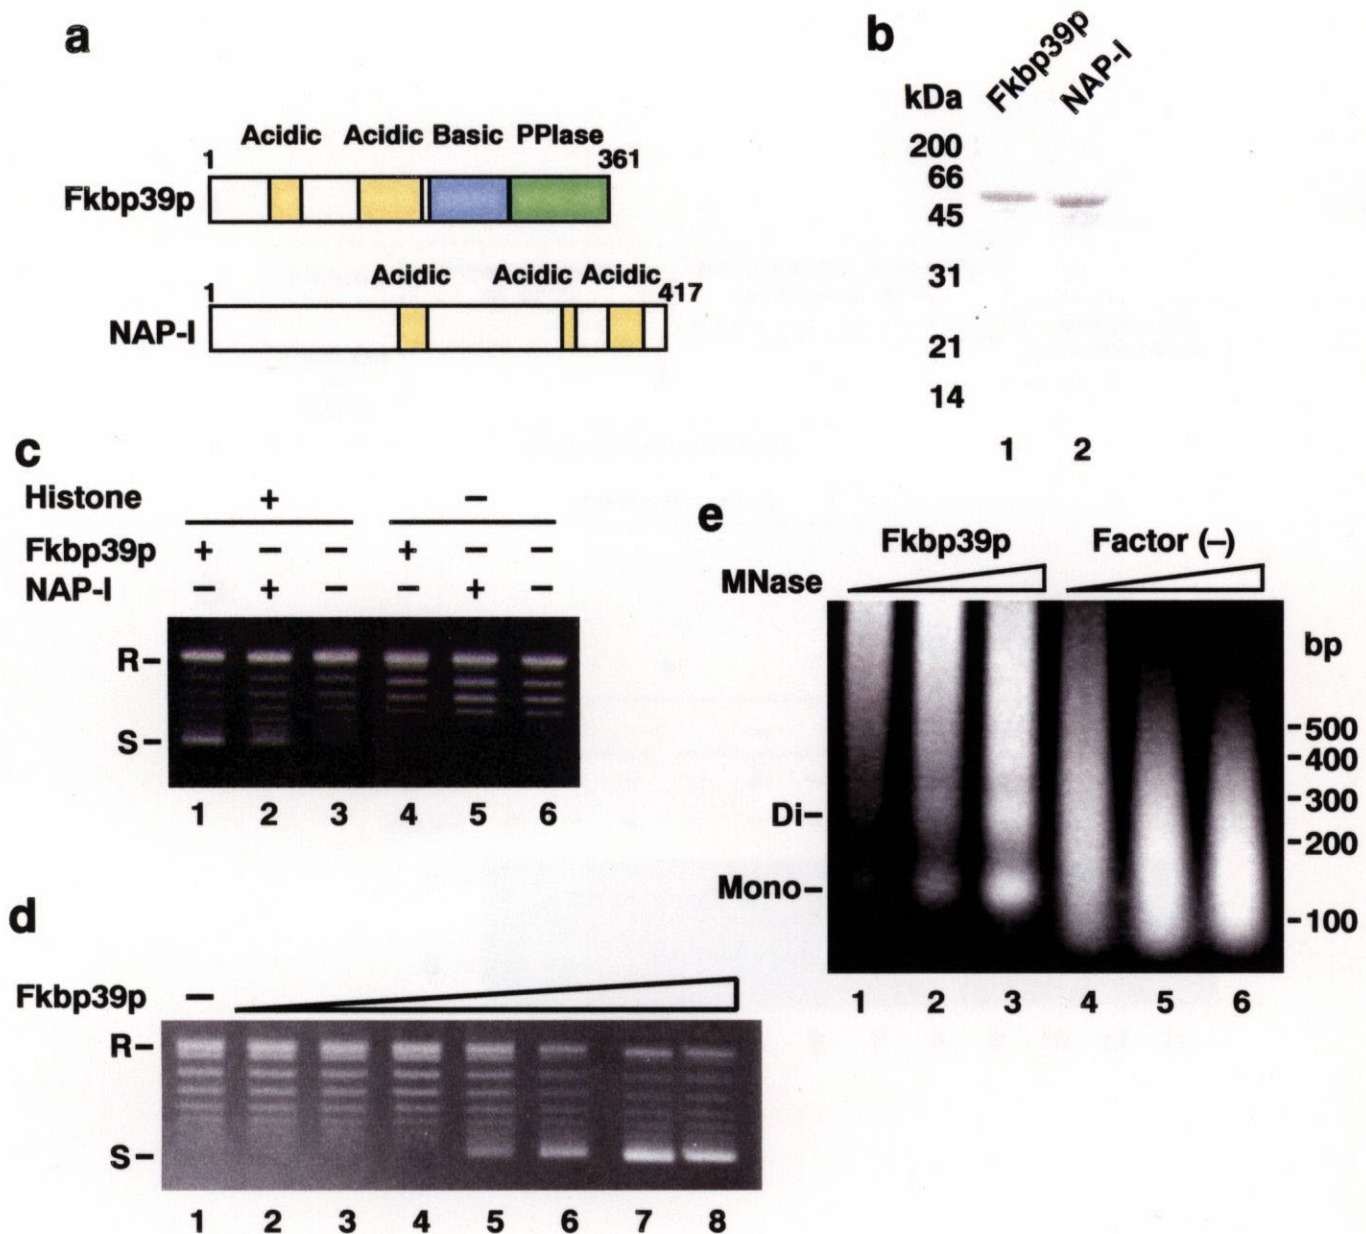 a
Acidic Acidic Basic PPIase
1 361
Fkbp39p
Acidic Acidic Acidic
1 417
NAP-I
b
Fkbp39p NAP-I
kDa
200
66
45
31
21
14
1 2
c
Histone + –
Fkbp39p + – – + – –
NAP-I – + – – + –
R–
S–
1 2 3 4 5 6
d
Fkbp39p –
R–
S–
1 2 3 4 5 6 7 8
e
Fkbp39p Factor (–)
MNase
bp
-500
-400
-300
Di–
-200
Mono–
-100
1 2 3 4 5 6